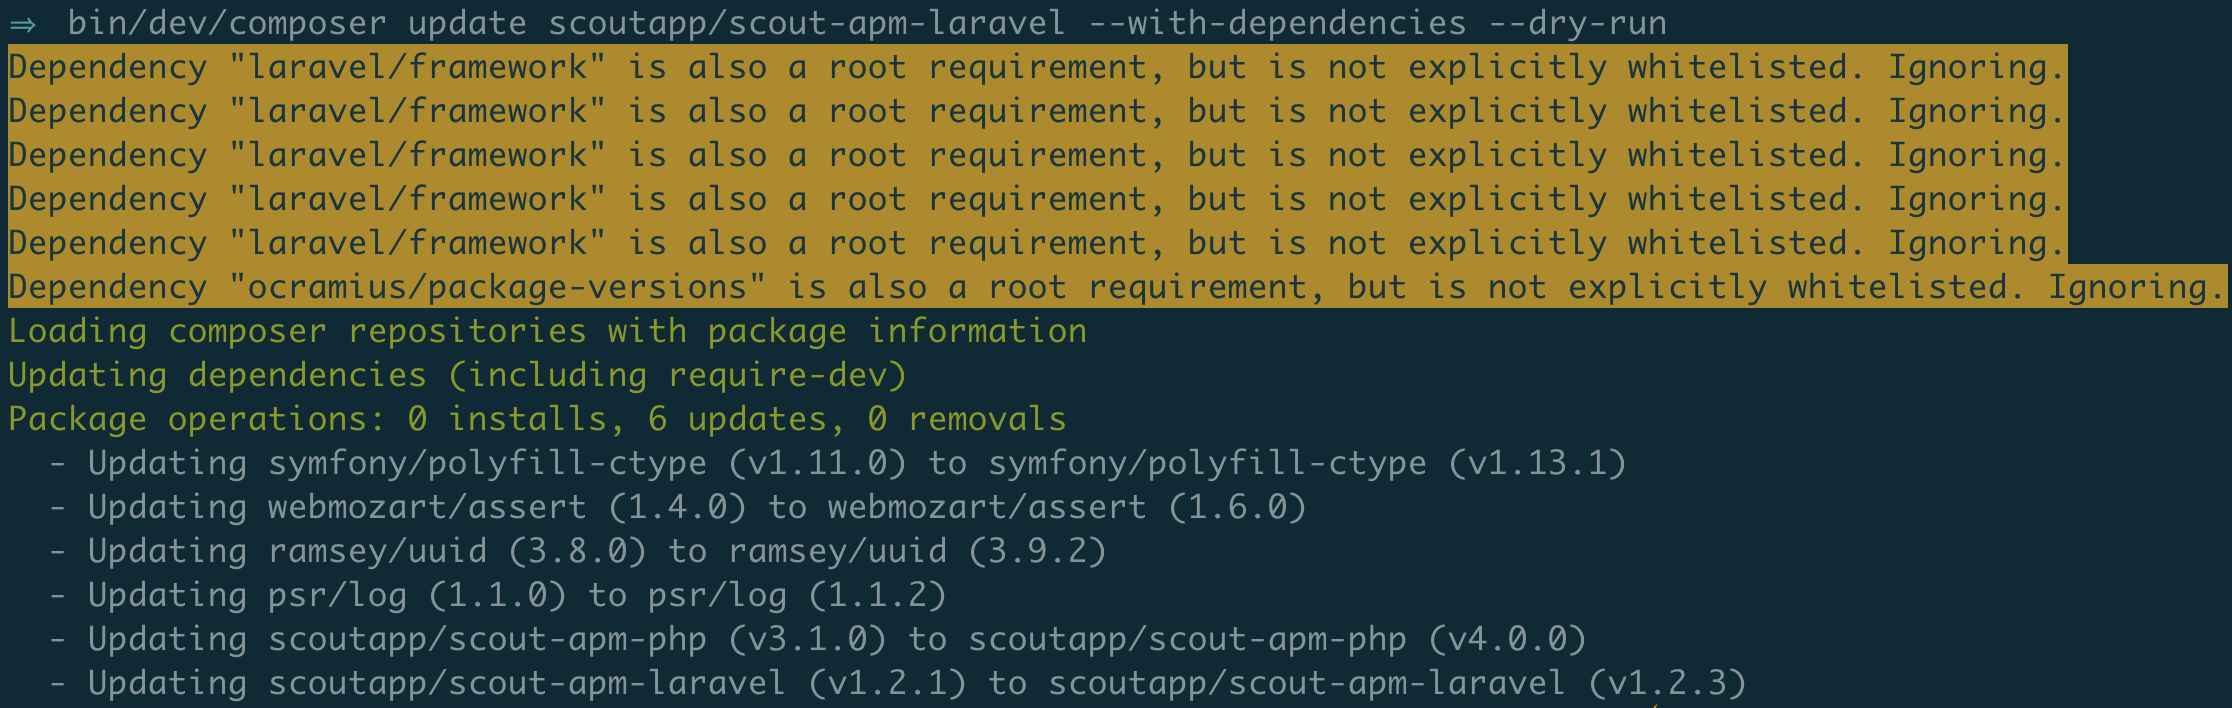 ⇒ bin/dev/composer update scoutapp/scout-apm-laravel --with-dependencies --dry-run
Dependency "laravel/framework" is also a root requirement, but is not explicitly whitelisted. Ignoring.
Dependency "laravel/framework" is also a root requirement, but is not explicitly whitelisted. Ignoring.
Dependency "laravel/framework" is also a root requirement, but is not explicitly whitelisted. Ignoring.
Dependency "laravel/framework" is also a root requirement, but is not explicitly whitelisted. Ignoring.
Dependency "laravel/framework" is also a root requirement, but is not explicitly whitelisted. Ignoring.
Dependency "ocramius/package-versions" is also a root requirement, but is not explicitly whitelisted. Ignoring.
Loading composer repositories with package information
Updating dependencies (including require-dev)
Package operations: 0 installs, 6 updates, 0 removals
  - Updating symfony/polyfill-ctype (v1.11.0) to symfony/polyfill-ctype (v1.13.1)
  - Updating webmozart/assert (1.4.0) to webmozart/assert (1.6.0)
  - Updating ramsey/uuid (3.8.0) to ramsey/uuid (3.9.2)
  - Updating psr/log (1.1.0) to psr/log (1.1.2)
  - Updating scoutapp/scout-apm-php (v3.1.0) to scoutapp/scout-apm-php (v4.0.0)
  - Updating scoutapp/scout-apm-laravel (v1.2.1) to scoutapp/scout-apm-laravel (v1.2.3)